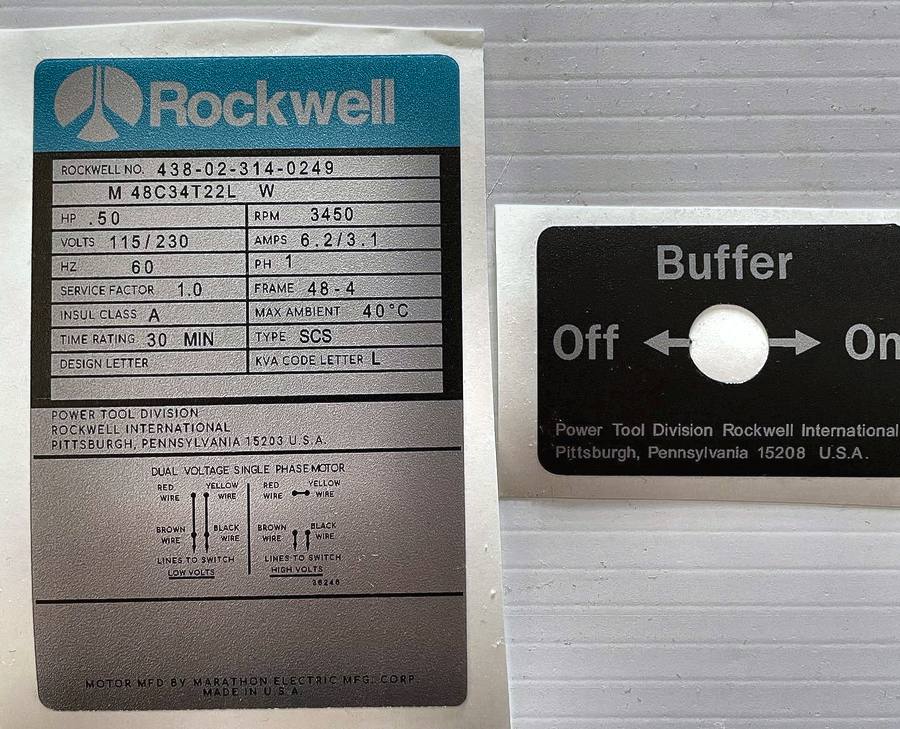 Rockwell
ROCKWELL NO. 438-02-314-0249
M 48C34T22L W
HP .50 RPM 3450
VOLTS 115/230 AMPS 6.2/3.1
HZ 60 PH 1
SERVICE FACTOR 1.0 FRAME 48-4
INSUL CLASS A MAX AMBIENT 40°C
TIME RATING 30 MIN TYPE SCS
DESIGN LETTER KVA CODE LETTER L
POWER TOOL DIVISION
ROCKWELL INTERNATIONAL
PITTSBURGH, PENNSYLVANIA 15203 U.S.A.
DUAL VOLTAGE SINGLE PHASE MOTOR
RED WIRE YELLOW WIRE
BROWN WIRE BLACK WIRE
LINES TO SWITCH
LOW VOLTS
RED WIRE YELLOW WIRE
BROWN WIRE BLACK WIRE
LINES TO SWITCH
HIGH VOLTS
36246
MOTOR MFD BY MARATHON ELECTRIC MFG. CORP.
MADE IN U.S.A.
Buffer
Off On
Power Tool Division Rockwell International
Pittsburgh, Pennsylvania 15208 U.S.A.